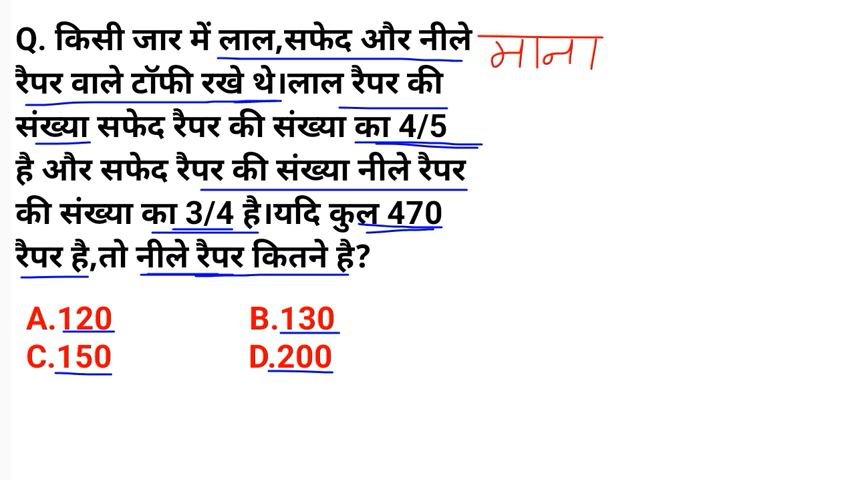 Q. किसी जार में लाल,सफेद और नीले
माना
रैपर वाले टॉफी रखे थे।लाल रैपर की
संख्या सफेद रैपर की संख्या का 4/5
है और सफेद रैपर की संख्या नीले रैपर
की संख्या का 3/4 है।यदि कुल 470
रैपर है,तो नीले रैपर कितने है?
A.120 B.130
C.150 D.200